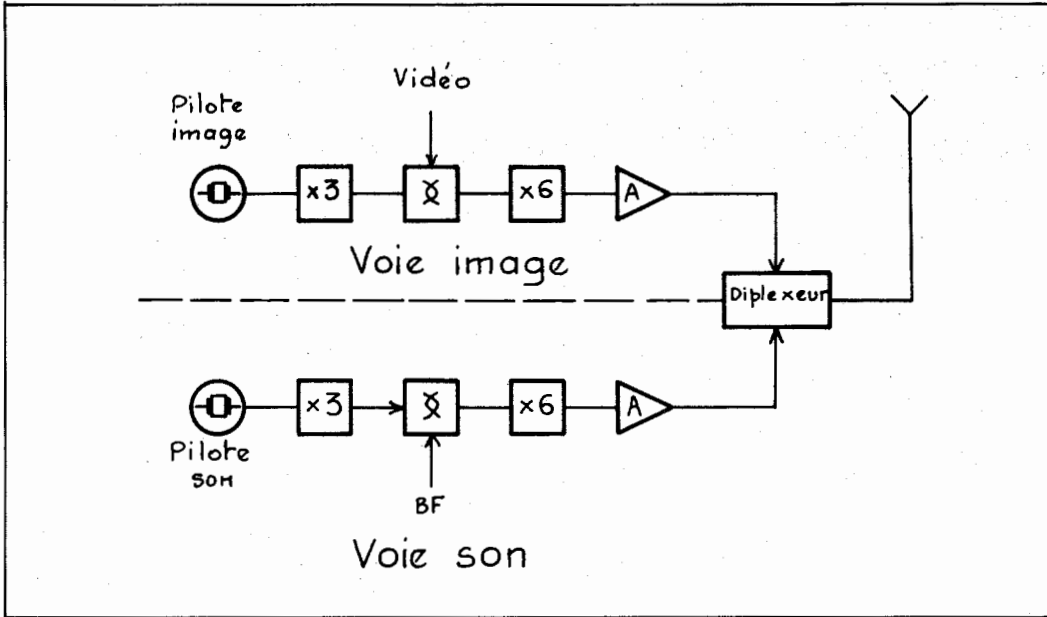 Vidéo
Pilote
image
x3
x6
A
Voie image
Diplexeur
x3
x6
A
Pilote
son
BF
Voie son